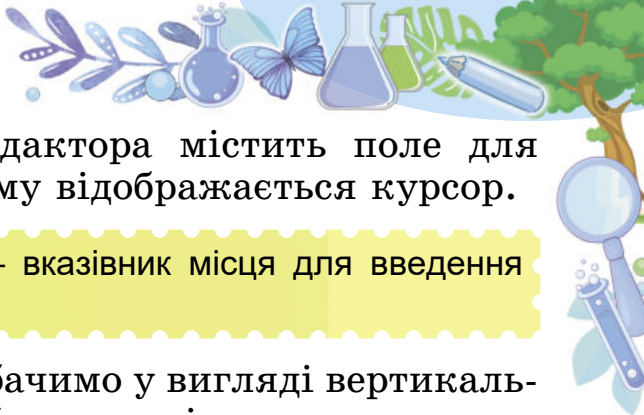 дактора містить поле для
му відображається курсор.
– вказівник місця для введення
бачимо у вигляді вертикаль-